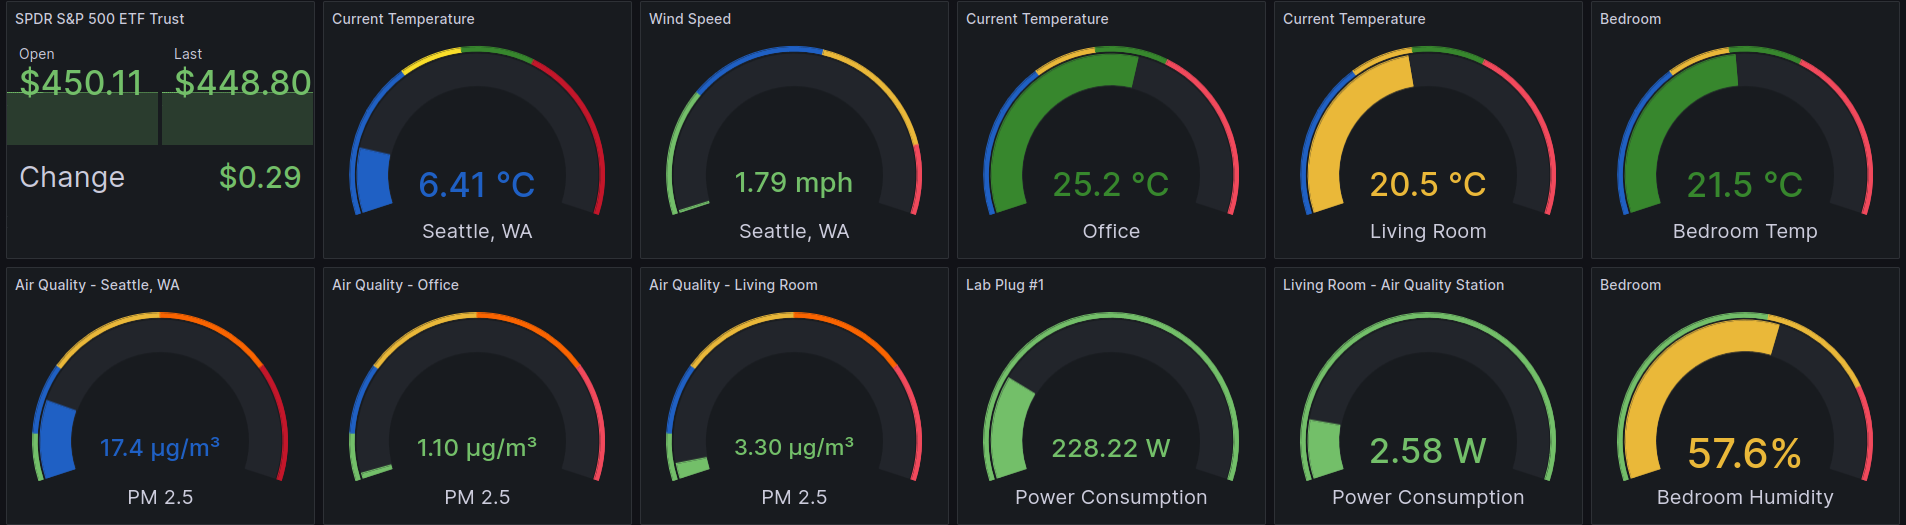 SPDR S&P 500 ETF Trust
Open
Last
$450.11
$448.80
Change
$0.29
Current Temperature
6.41 °C
Seattle, WA
Wind Speed
1.79 mph
Seattle, WA
Current Temperature
25.2 °C
Office
Current Temperature
20.5 °C
Living Room
Bedroom
21.5 °C
Bedroom Temp
Air Quality - Seattle, WA
17.4 µg/m³
PM 2.5
Air Quality - Office
1.10 µg/m³
PM 2.5
Air Quality - Living Room
3.30 µg/m³
PM 2.5
Lab Plug #1
228.22 W
Power Consumption
Living Room - Air Quality Station
2.58 W
Power Consumption
Bedroom
57.6%
Bedroom Humidity